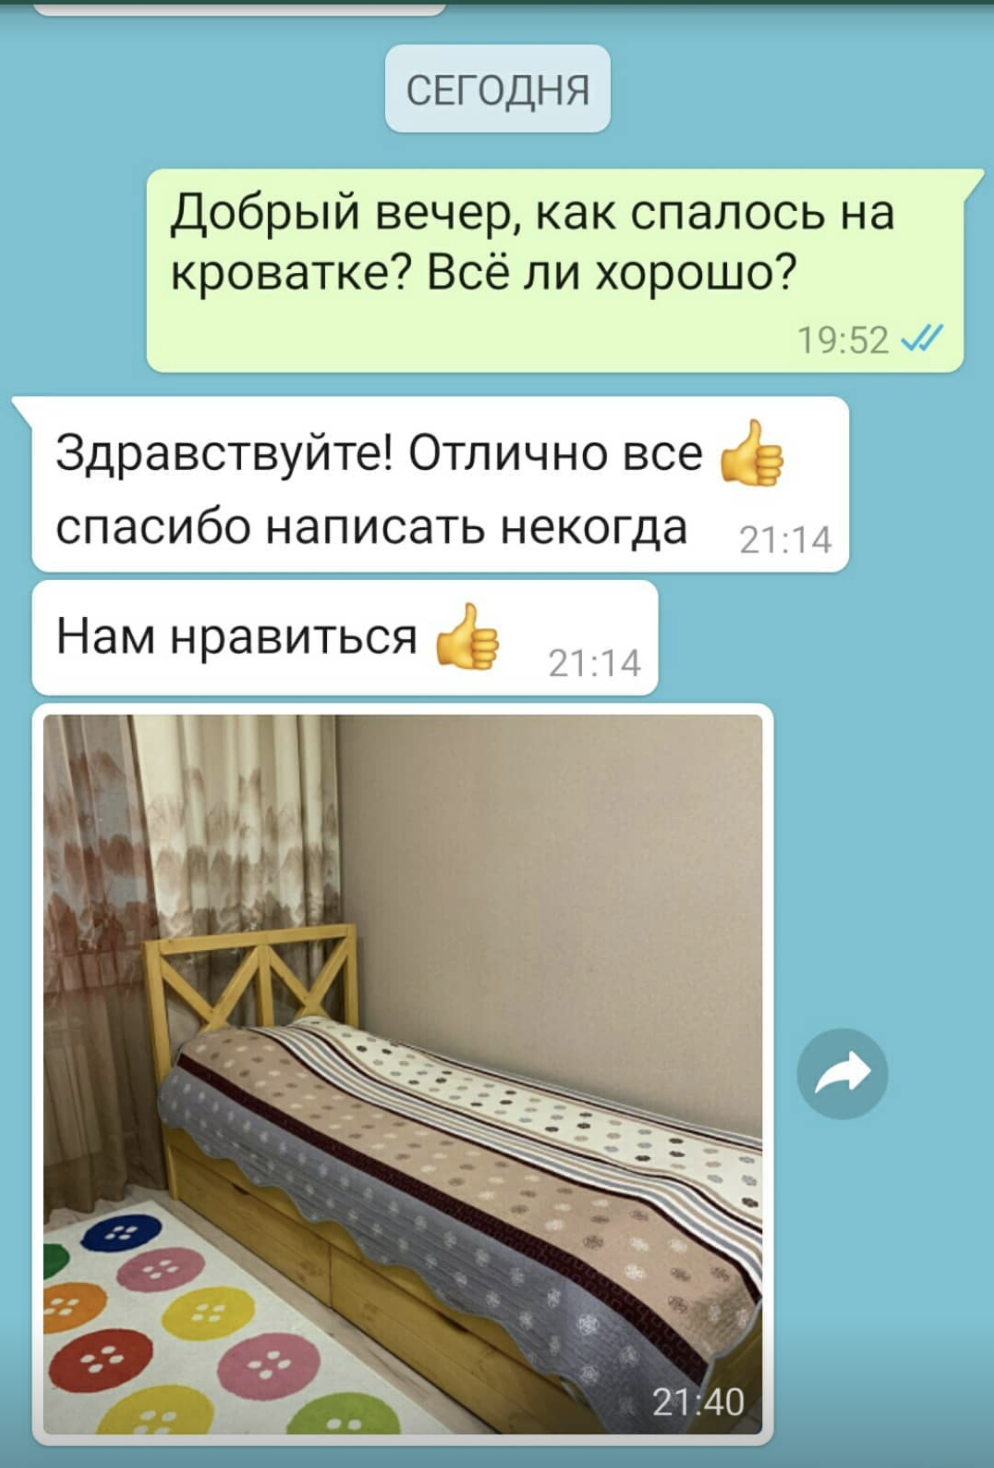 СЕГОДНЯ
Добрый вечер, как спалось на
кроватке? Всё ли хорошо?
19:52
Здравствуйте! Отлично все 👍
спасибо написать некогда 21:14
Нам нравиться 👍 21:14
21:40